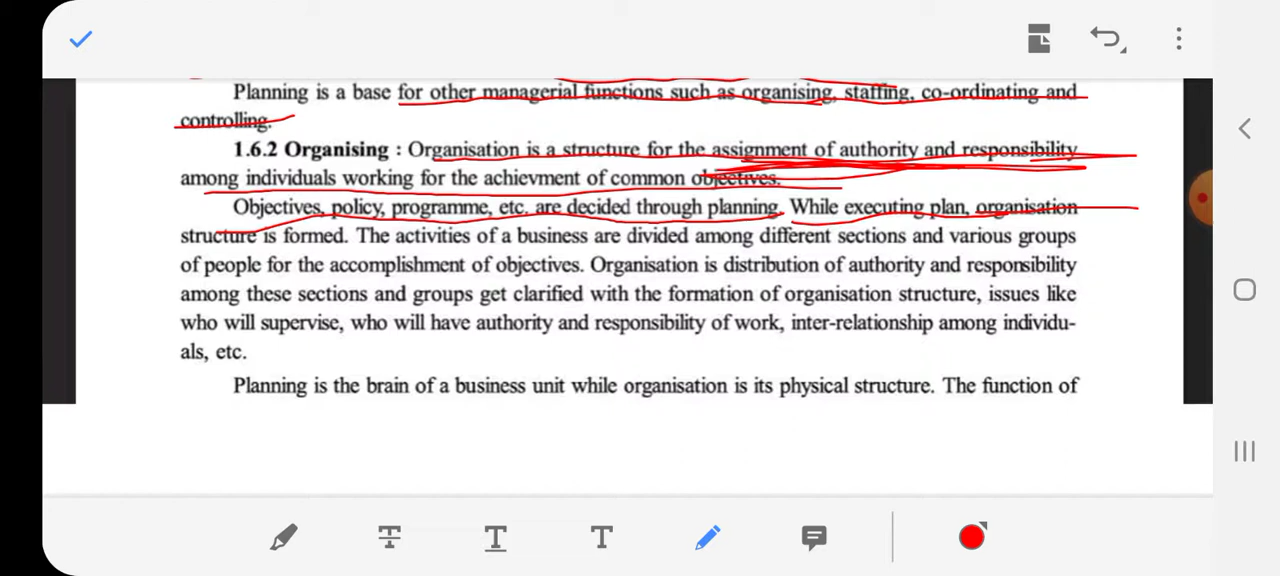 Planning is a base for other managerial functions such as organising, staffing, co-ordinating and
controlling.
1.6.2 Organising : Organisation is a structure for the assignment of authority and responsibility
among individuals working for the achievment of common objectives.
Objectives, policy, programme, etc. are decided through planning. While executing plan, organisation
structure is formed. The activities of a business are divided among different sections and various groups
of people for the accomplishment of objectives. Organisation is distribution of authority and responsibility
among these sections and groups get clarified with the formation of organisation structure, issues like
who will supervise, who will have authority and responsibility of work, inter-relationship among individu-
als, etc.
Planning is the brain of a business unit while organisation is its physical structure. The function of
T T T